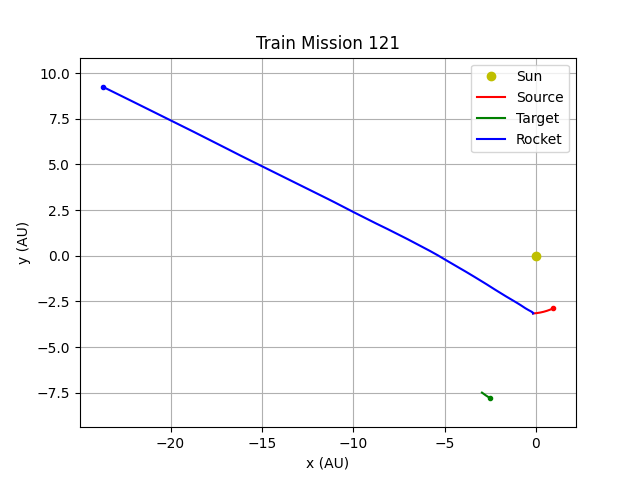 Train Mission 121
Sun
Source
Target
Rocket
10.0
7.5
5.0
2.5
0.0
−2.5
−5.0
−7.5
y (AU)
−20
−15
−10
−5
0
x (AU)